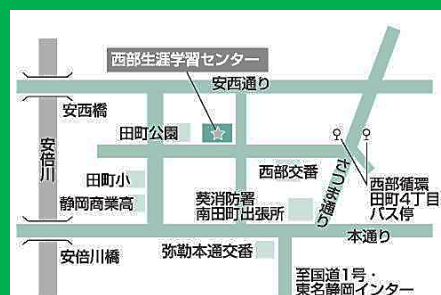 西部生涯学習センター
安西通り
安西橋
田町公園
安倍川
西部交番
さつま通り
西部循環
田町4丁目
バス停
田町小
静岡商業高
葵消防署
南田町出張所
本通り
安倍川橋
弥勒本通交番
至国道1号・
東名静岡インター